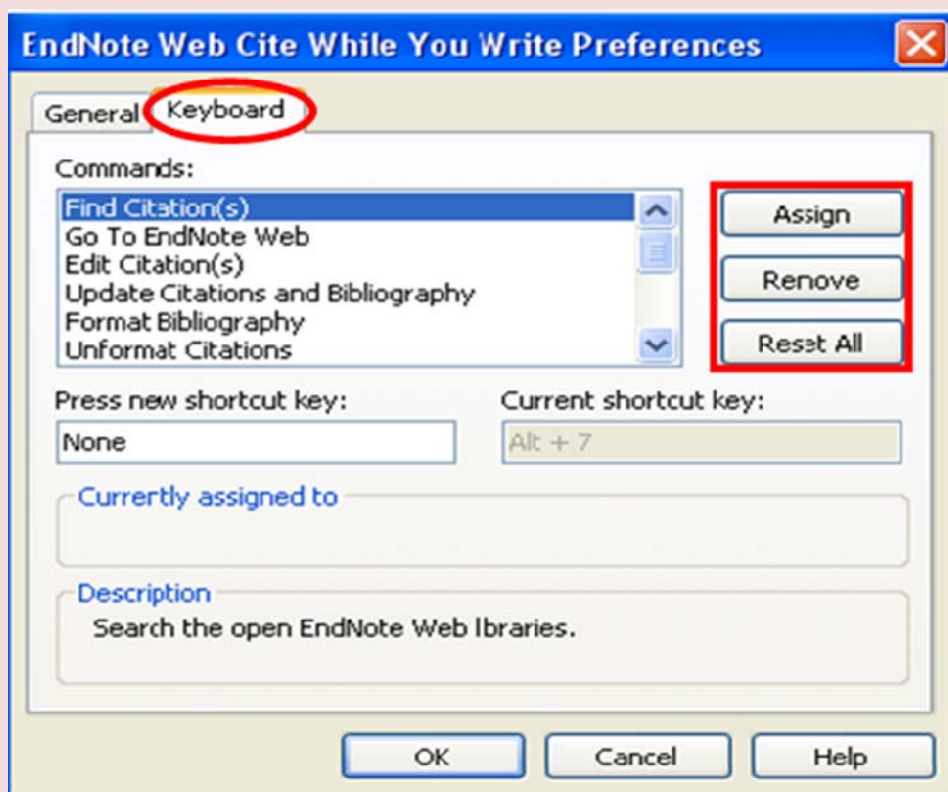 EndNote Web Cite While You Write Preferences
General Keyboard
Commands:
Find Citation(s)
Go To EndNote Web
Edit Citation(s)
Update Citations and Bibliography
Format Bibliography
Unformat Citations
Assign
Remove
Reset All
Press new shortcut key: Current shortcut key:
None Alt + 7
Currently assigned to
Description
Search the open EndNote Web lbraries.
OK Cancel Help